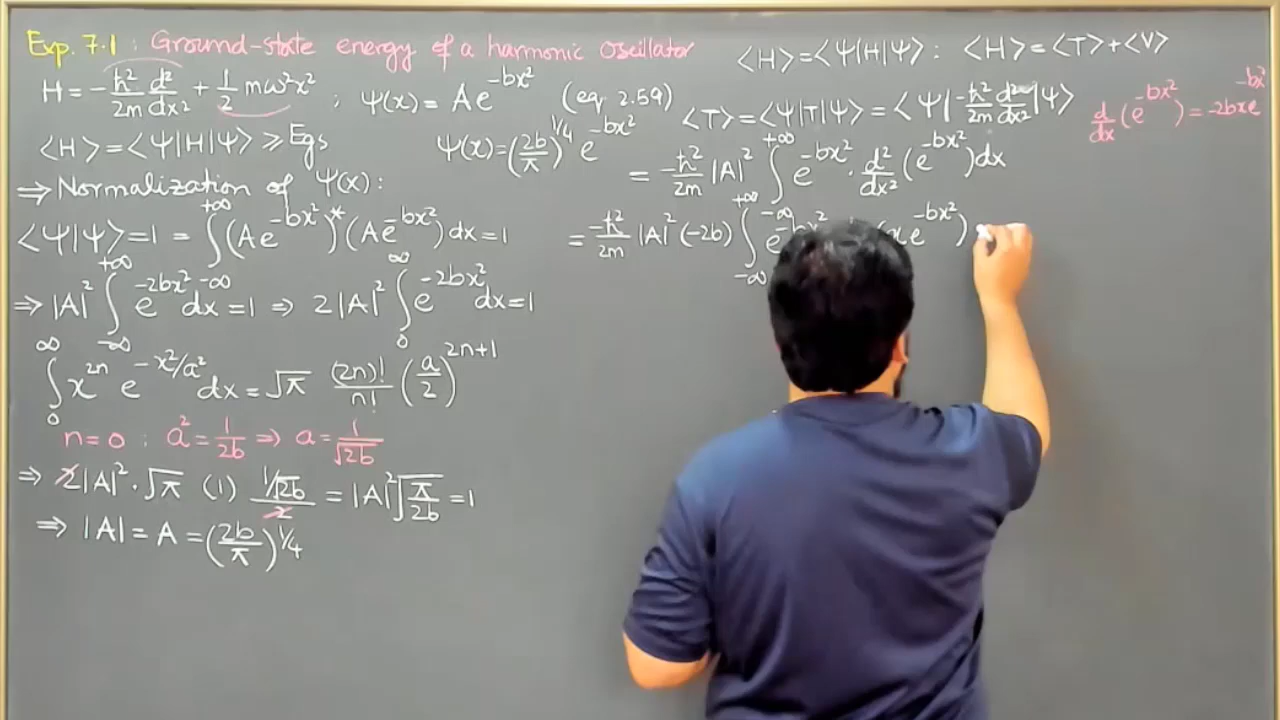 Exp. 7.1 : Ground-state energy of a harmonic oscillator
H = -ħ²/2m d²/dx² + 1/2 mω²x² ; Ψ(x) = A e^{-bx²} (eq 2.59)
<H> = <Ψ|H|Ψ> ⩾ Egs Ψ(x) = (2b/π)^{1/4} e^{-bx²}
⇒ Normalization of Ψ(x) :
<Ψ|Ψ> = 1 = ∫_{-∞}^{+∞} (A e^{-bx²})* (A e^{-bx²}) dx = 1
⇒ |A|² ∫_{-∞}^{+∞} e^{-2bx²} dx = 1 ⇒ 2|A|² ∫_0^∞ e^{-2bx²} dx = 1
∫_0^∞ x^{2n} e^{-x²/a²} dx = √π (2n)!/n! (a/2)^{2n+1}
n = 0 : a² = 1/2b ⇒ a = 1/√2b
⇒ 2|A|² · √π (1) (1/√2b)/2 = |A|² √(π/2b) = 1
⇒ |A| = A = (2b/π)^{1/4}
<H> = <Ψ|H|Ψ> : <H> = <T> + <V>
<T> = <Ψ|T|Ψ> = <Ψ|-ħ²/2m d²/dx²|Ψ>
d/dx (e^{-bx²}) = -2bx e^{-bx²}
= -ħ²/2m |A|² ∫_{-∞}^{+∞} e^{-bx²} · d²/dx² (e^{-bx²}) dx
= -ħ²/2m |A|² (-2b) ∫_{-∞}^{+∞} e^{-bx²} (x e^{-bx²})